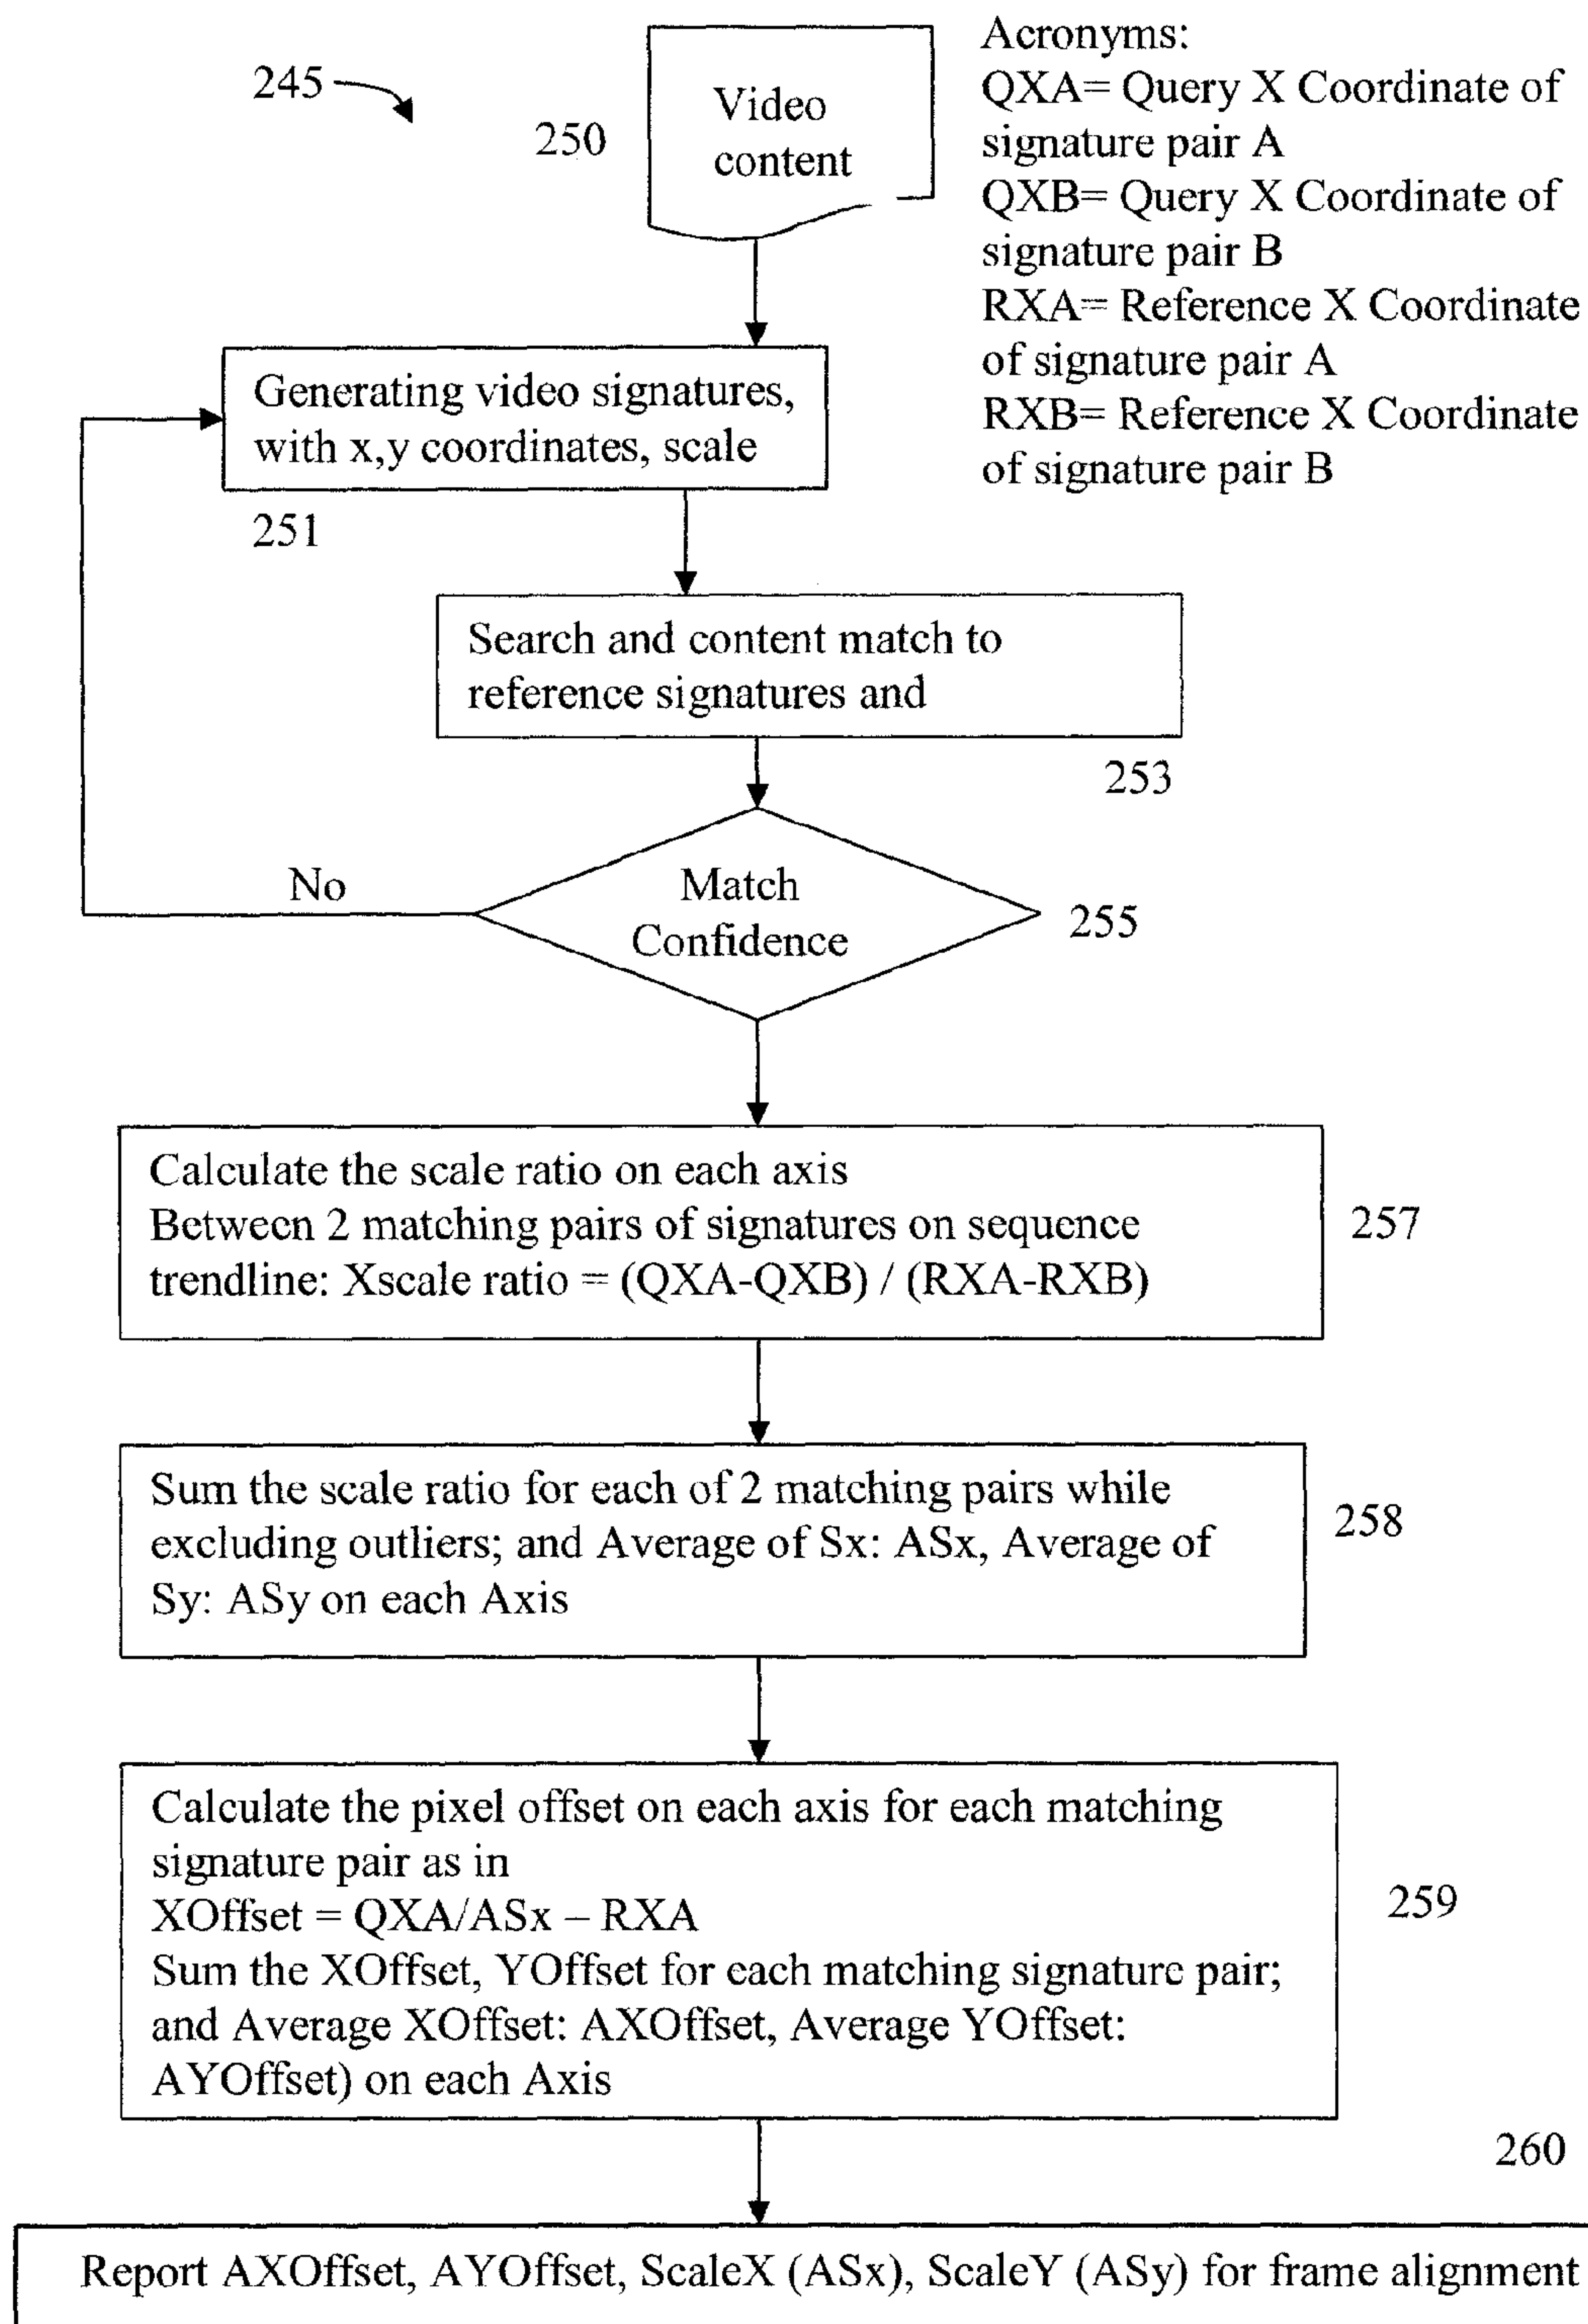 245
250
Video
content
Acronyms:
QXA= Query X Coordinate of
signature pair A
QXB= Query X Coordinate of
signature pair B
RXA= Reference X Coordinate
of signature pair A
RXB= Reference X Coordinate
of signature pair B
Generating video signatures,
with x,y coordinates, scale
251
Search and content match to
reference signatures and
253
No
Match
Confidence
255
Calculate the scale ratio on each axis
Between 2 matching pairs of signatures on sequence
trendline: Xscale ratio = (QXA-QXB) / (RXA-RXB)
257
Sum the scale ratio for each of 2 matching pairs while
excluding outliers; and Average of Sx: ASx, Average of
Sy: ASy on each Axis
258
Calculate the pixel offset on each axis for each matching
signature pair as in
XOffset = QXA/ASx – RXA
Sum the XOffset, YOffset for each matching signature pair;
and Average XOffset: AXOffset, Average YOffset:
AYOffset) on each Axis
259
260
Report AXOffset, AYOffset, ScaleX (ASx), ScaleY (ASy) for frame alignment